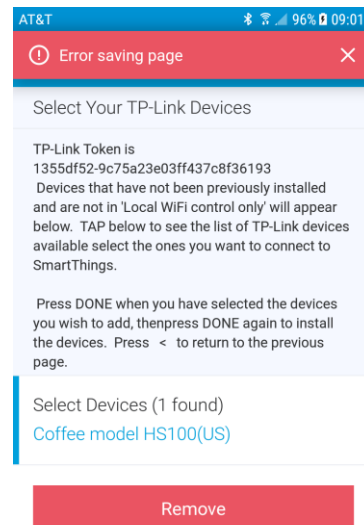 AT&T 96% 09:01
Error saving page
Select Your TP-Link Devices
TP-Link Token is
1355df52-9c75a23e03ff437c8f36193
Devices that have not been previously installed
and are not in 'Local WiFi control only' will appear
below. TAP below to see the list of TP-Link devices
available select the ones you want to connect to
SmartThings.
Press DONE when you have selected the devices
you wish to add, thenpress DONE again to install
the devices. Press < to return to the previous
page.
Select Devices (1 found)
Coffee model HS100(US)
Remove